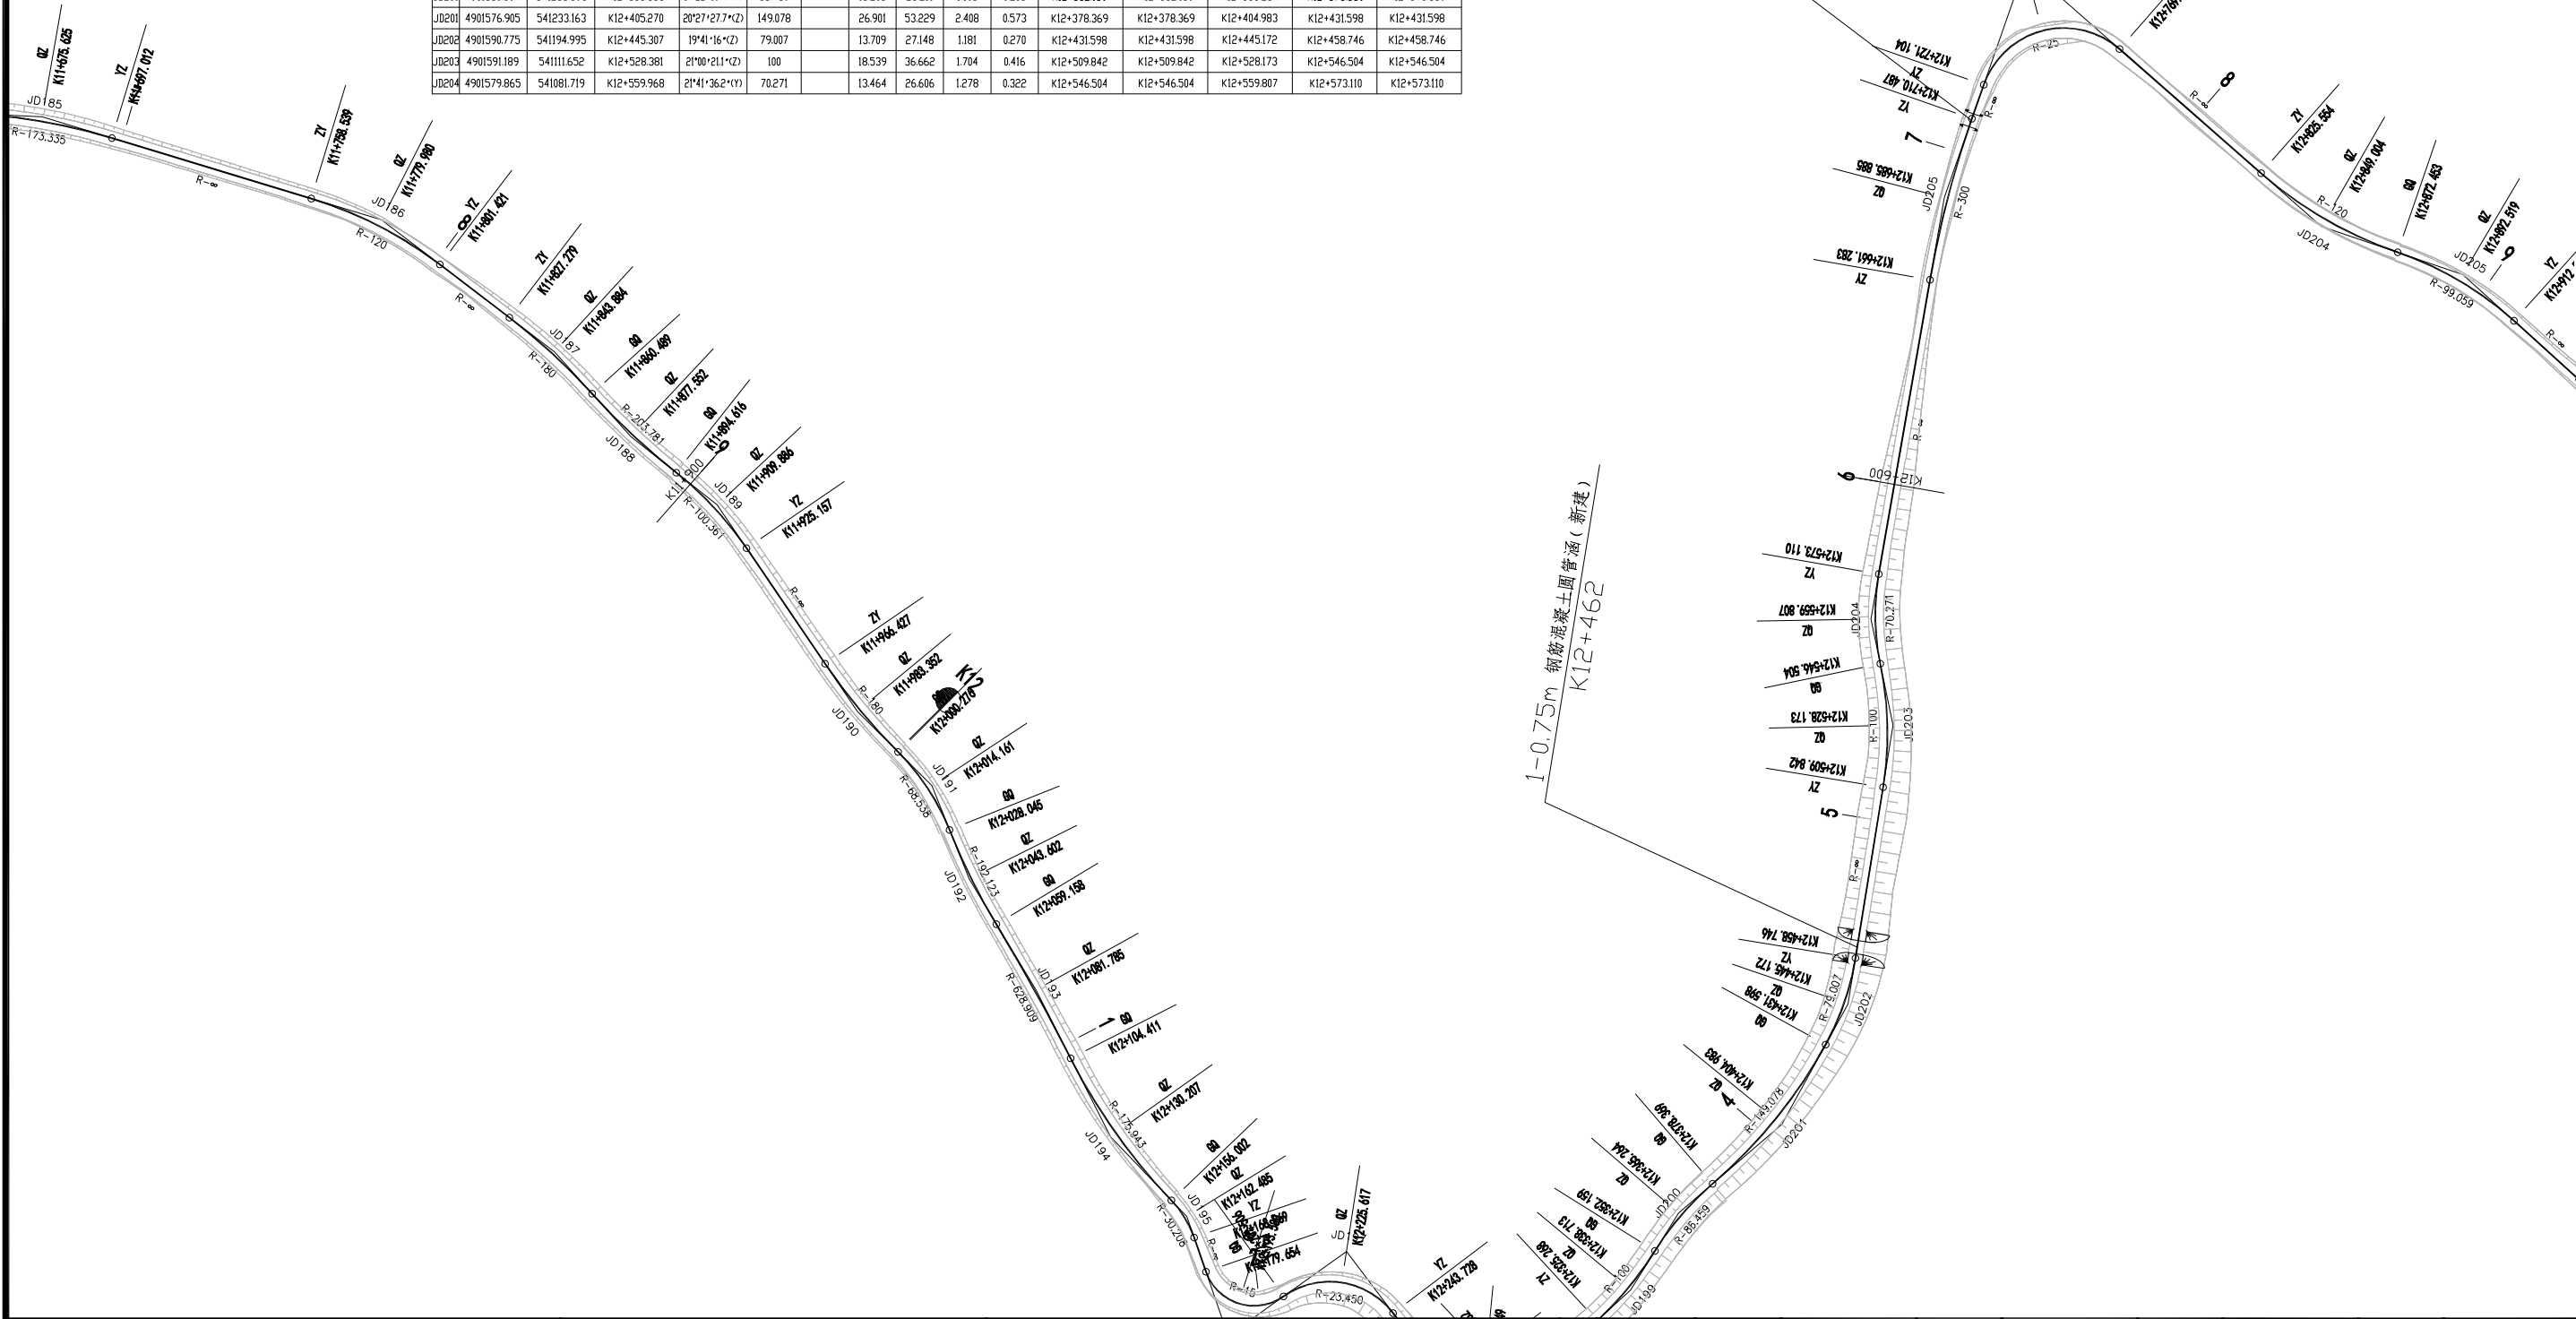 JD201 4901576.905 541233.163 K12+405.270 20°27'27.7"(Z) 149.078 26.901 53.229 2.408 0.573 K12+378.369 K12+378.369 K12+404.983 K12+431.598 K12+431.598
JD202 4901590.775 541194.995 K12+445.307 19°41'16"(Z) 79.007 13.709 27.148 1.181 0.270 K12+431.598 K12+431.598 K12+445.172 K12+458.746 K12+458.746
JD203 4901591.189 541111.652 K12+528.381 21°00'21.1"(Z) 100 18.539 36.662 1.704 0.416 K12+509.842 K12+509.842 K12+528.173 K12+546.504 K12+546.504
JD204 4901579.865 541081.719 K12+559.968 21°41'36.2"(Y) 70.271 13.464 26.606 1.278 0.322 K12+546.504 K12+546.504 K12+559.807 K12+573.110 K12+573.110
QZ
K11+675.625
YZ
K11+697.012
JD185
R-173.335
R-∞
ZY
K11+758.539
QZ
K11+779.980
JD186
R-120
8
YZ
K11+801.421
R-∞
ZY
K11+827.279
QZ
K11+843.884
JD187
R-180
GQ
K11+860.489
QZ
K11+877.552
R-203.781
JD188
GQ
K11+894.616
9
K11+900
JD189
R-100.361
QZ
K11+909.886
YZ
K11+925.157
R-∞
ZY
K11+966.427
QZ
K11+983.352
R-180
JD190
K12
K12+000.276
QZ
K12+014.161
JD191
R-68.538
GQ
K12+028.045
QZ
K12+043.602
R-192.123
JD192
GQ
K12+059.158
QZ
K12+081.785
JD193
R-628.909
1
GQ
K12+104.411
QZ
K12+130.207
R-175.943
JD194
GQ
K12+156.002
QZ
K12+162.485
YZ
JD195
R-30.208
R-∞
R-15
R-23.450
QZ
K12+225.617
YZ
K12+243.728
1-0.75m 钢筋混凝土圆管涵(新建)
K12+462
K12+721.104
ZY
K12+710.487
YZ
7
K12+685.885
QZ
JD205
R-300
K12+661.283
ZY
R-∞
6
K12+600
K12+573.110
YZ
K12+559.807
QZ
JD204
R-70.271
K12+546.504
GQ
K12+528.173
QZ
R-100
JD203
K12+509.842
ZY
5
R-∞
K12+458.746
YZ
K12+445.172
QZ
K12+431.598
GQ
R-79.007
JD202
K12+404.983
QZ
4
R-149.078
JD201
K12+378.369
GQ
K12+365.264
QZ
JD200
R-86.459
K12+352.159
GQ
K12+338.713
QZ
K12+325.268
ZY
R-100
JD199
R-25
R-∞
R-∞
8
ZY
K12+825.554
QZ
K12+849.004
R-120
JD204
GQ
K12+872.453
QZ
K12+892.519
JD205
9
R-99.059
YZ
R-∞